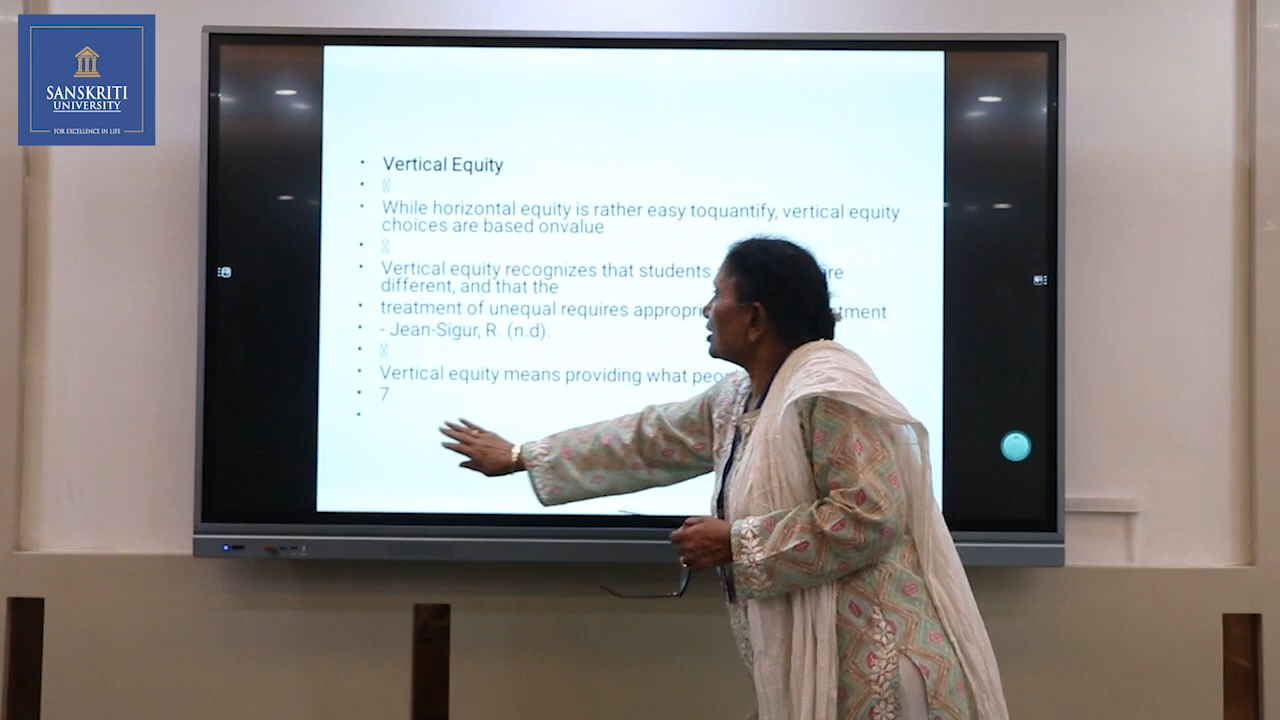 SANSKRITI
UNIVERSITY
FOR EXCELLENCE IN LIFE
• Vertical Equity
•
• While horizontal equity is rather easy toquantify, vertical equity
choices are based onvalue
•
• Vertical equity recognizes that students are
different, and that the
• treatment of unequal requires
• - Jean-Sigur, R. (n.d).
•
• Vertical equity means providing what
• 7
•